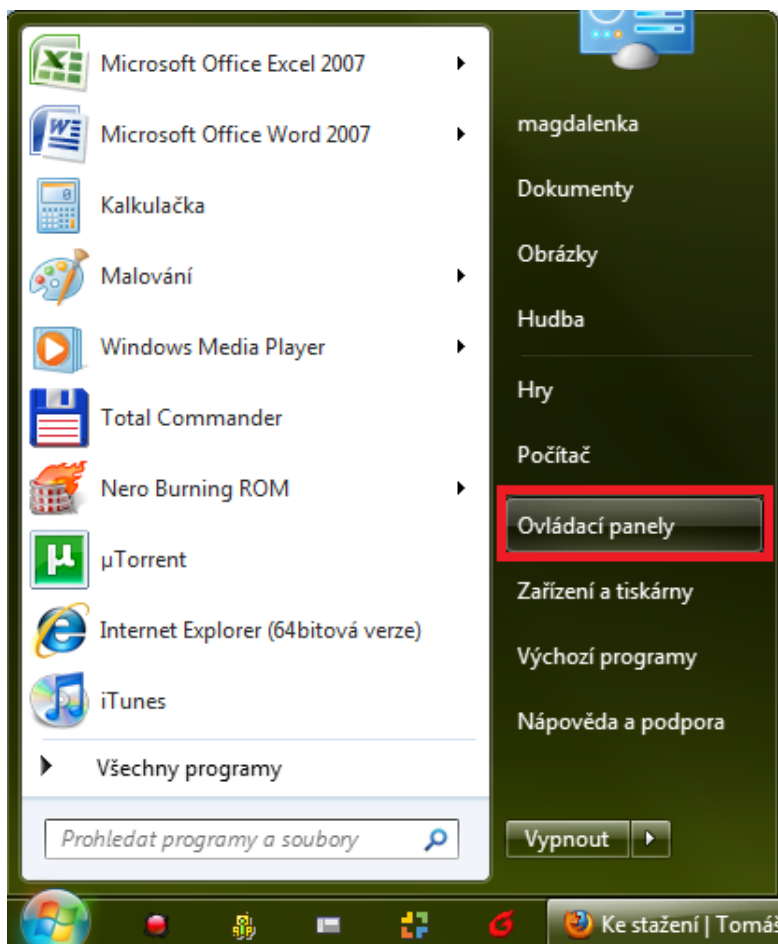 Microsoft Office Excel 2007
Microsoft Office Word 2007
Kalkulačka
Malování
Windows Media Player
Total Commander
Nero Burning ROM
µTorrent
Internet Explorer (64bitová verze)
iTunes
Všechny programy
Prohledat programy a soubory
magdalenka
Dokumenty
Obrázky
Hudba
Hry
Počítač
Ovládací panely
Zařízení a tiskárny
Výchozí programy
Nápověda a podpora
Vypnout
Ke stažení | Tomáš